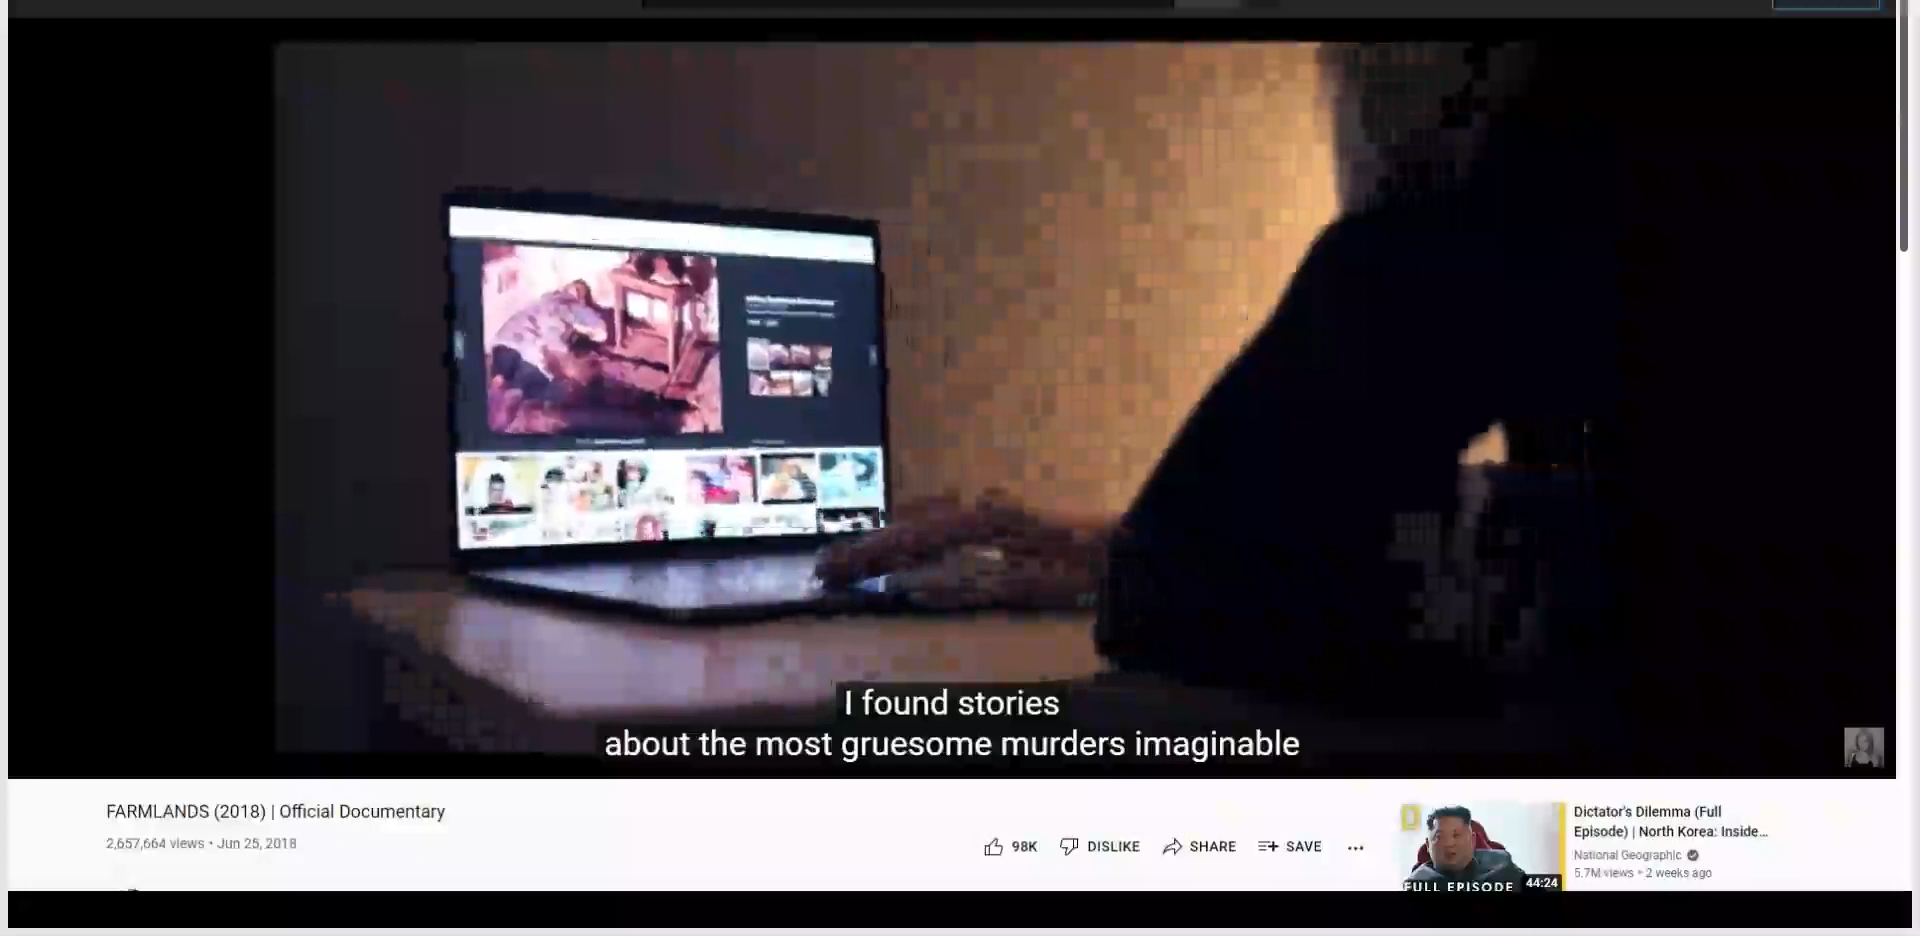 I found stories
about the most gruesome murders imaginable
FARMLANDS (2018) | Official Documentary
2,657,664 views • Jun 25, 2018
98K
DISLIKE
SHARE
SAVE
Dictator's Dilemma (Full
Episode) | North Korea: Inside...
National Geographic
5.7M views • 2 weeks ago
FULL EPISODE
44:24